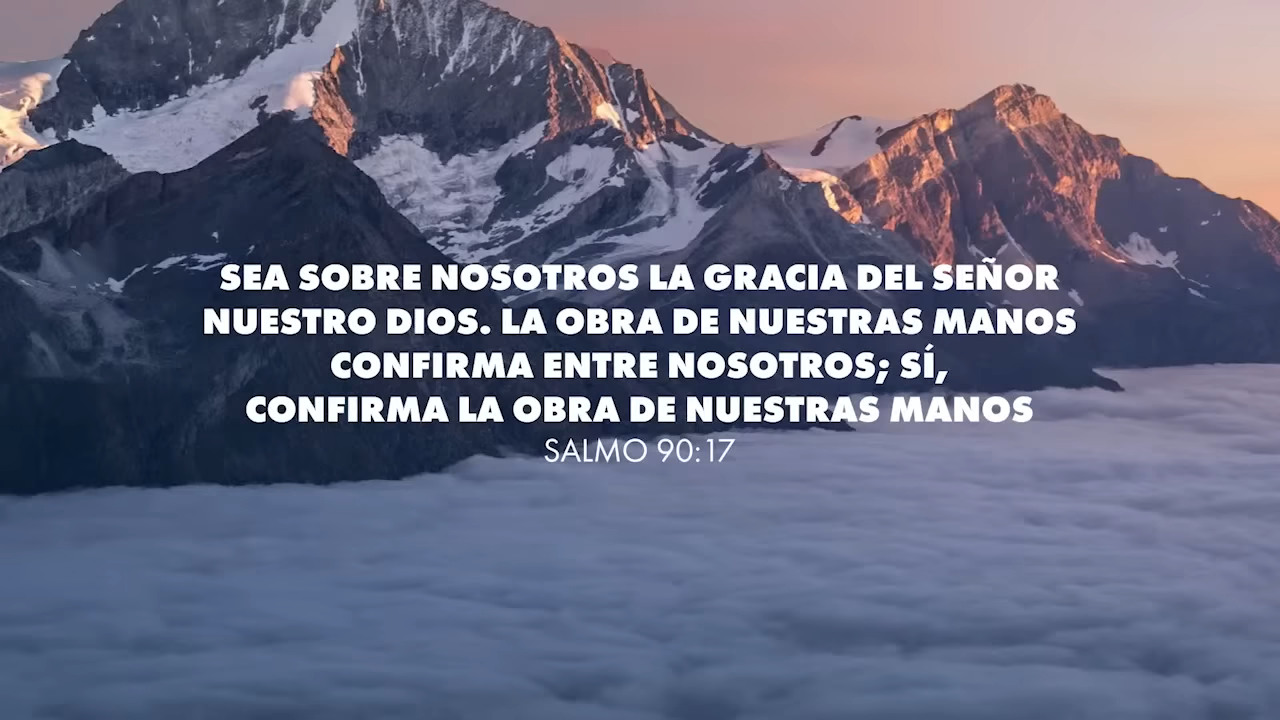 SEA SOBRE NOSOTROS LA GRACIA DEL SEÑOR
NUESTRO DIOS. LA OBRA DE NUESTRAS MANOS
CONFIRMA ENTRE NOSOTROS; SÍ,
CONFIRMA LA OBRA DE NUESTRAS MANOS
SALMO 90:17